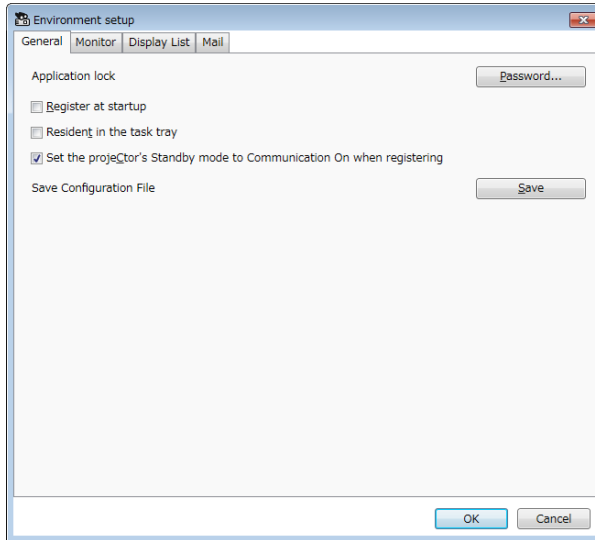 Environment setup
General Monitor Display List Mail
Application lock Password...
Register at startup
Resident in the task tray
Set the projeCtor's Standby mode to Communication On when registering
Save Configuration File Save
OK Cancel